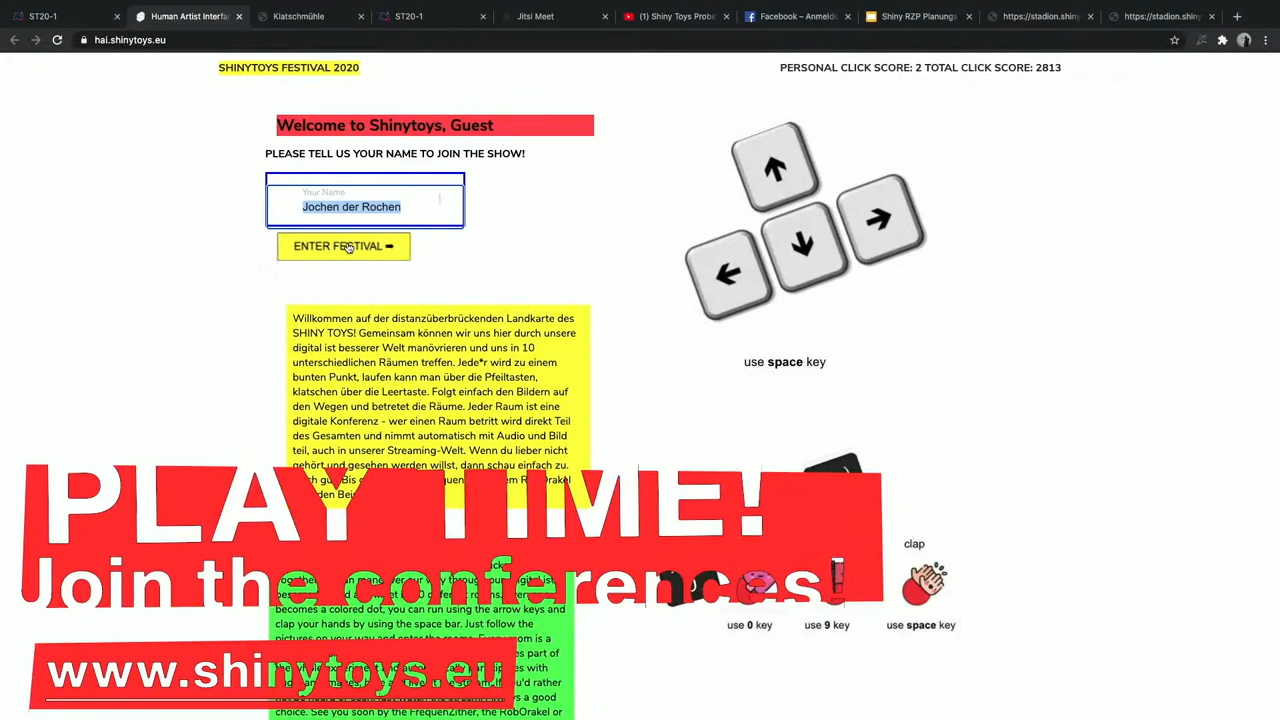 ST20-1
Human Artist Interfa
Klatschmühle
ST20-1
Jitsi Meet
(1) Shiny Toys Probe
Facebook – Anmeld
Shiny RZP Planungs
https://stadion.shiny
https://stadion.shiny
hai.shinytoys.eu
SHINYTOYS FESTIVAL 2020
PERSONAL CLICK SCORE: 2 TOTAL CLICK SCORE: 2813
Welcome to Shinytoys, Guest
PLEASE TELL US YOUR NAME TO JOIN THE SHOW!
Your Name
Jochen der Rochen
ENTER FESTIVAL
use space key
Willkommen auf der distanzüberbrückenden Landkarte des
SHINY TOYS! Gemeinsam können wir uns hier durch unsere
digital ist besserer Welt manövrieren und uns in 10
unterschiedlichen Räumen treffen. Jede*r wird zu einem
bunten Punkt, laufen kann man über die Pfeiltasten,
klatschen über die Leertaste. Folgt einfach den Bildern auf
den Wegen und betretet die Räume. Jeder Raum ist eine
digitale Konferenz - wer einen Raum betritt wird direkt Teil
des Gesamten und nimmt automatisch mit Audio und Bild
teil, auch in unserer Streaming-Welt. Wenn du lieber nicht
gehört und gesehen werden willst, dann schau einfach zu.
PLAY TIME!
Join the conferences!
www.shinytoys.eu
clap
use 0 key
use 9 key
use space key
becomes a colored dot, you can run using the arrow keys and
clap your hands by using the space bar. Just follow the
choice. See you soon by the FrequenZither, the RobOrakel or